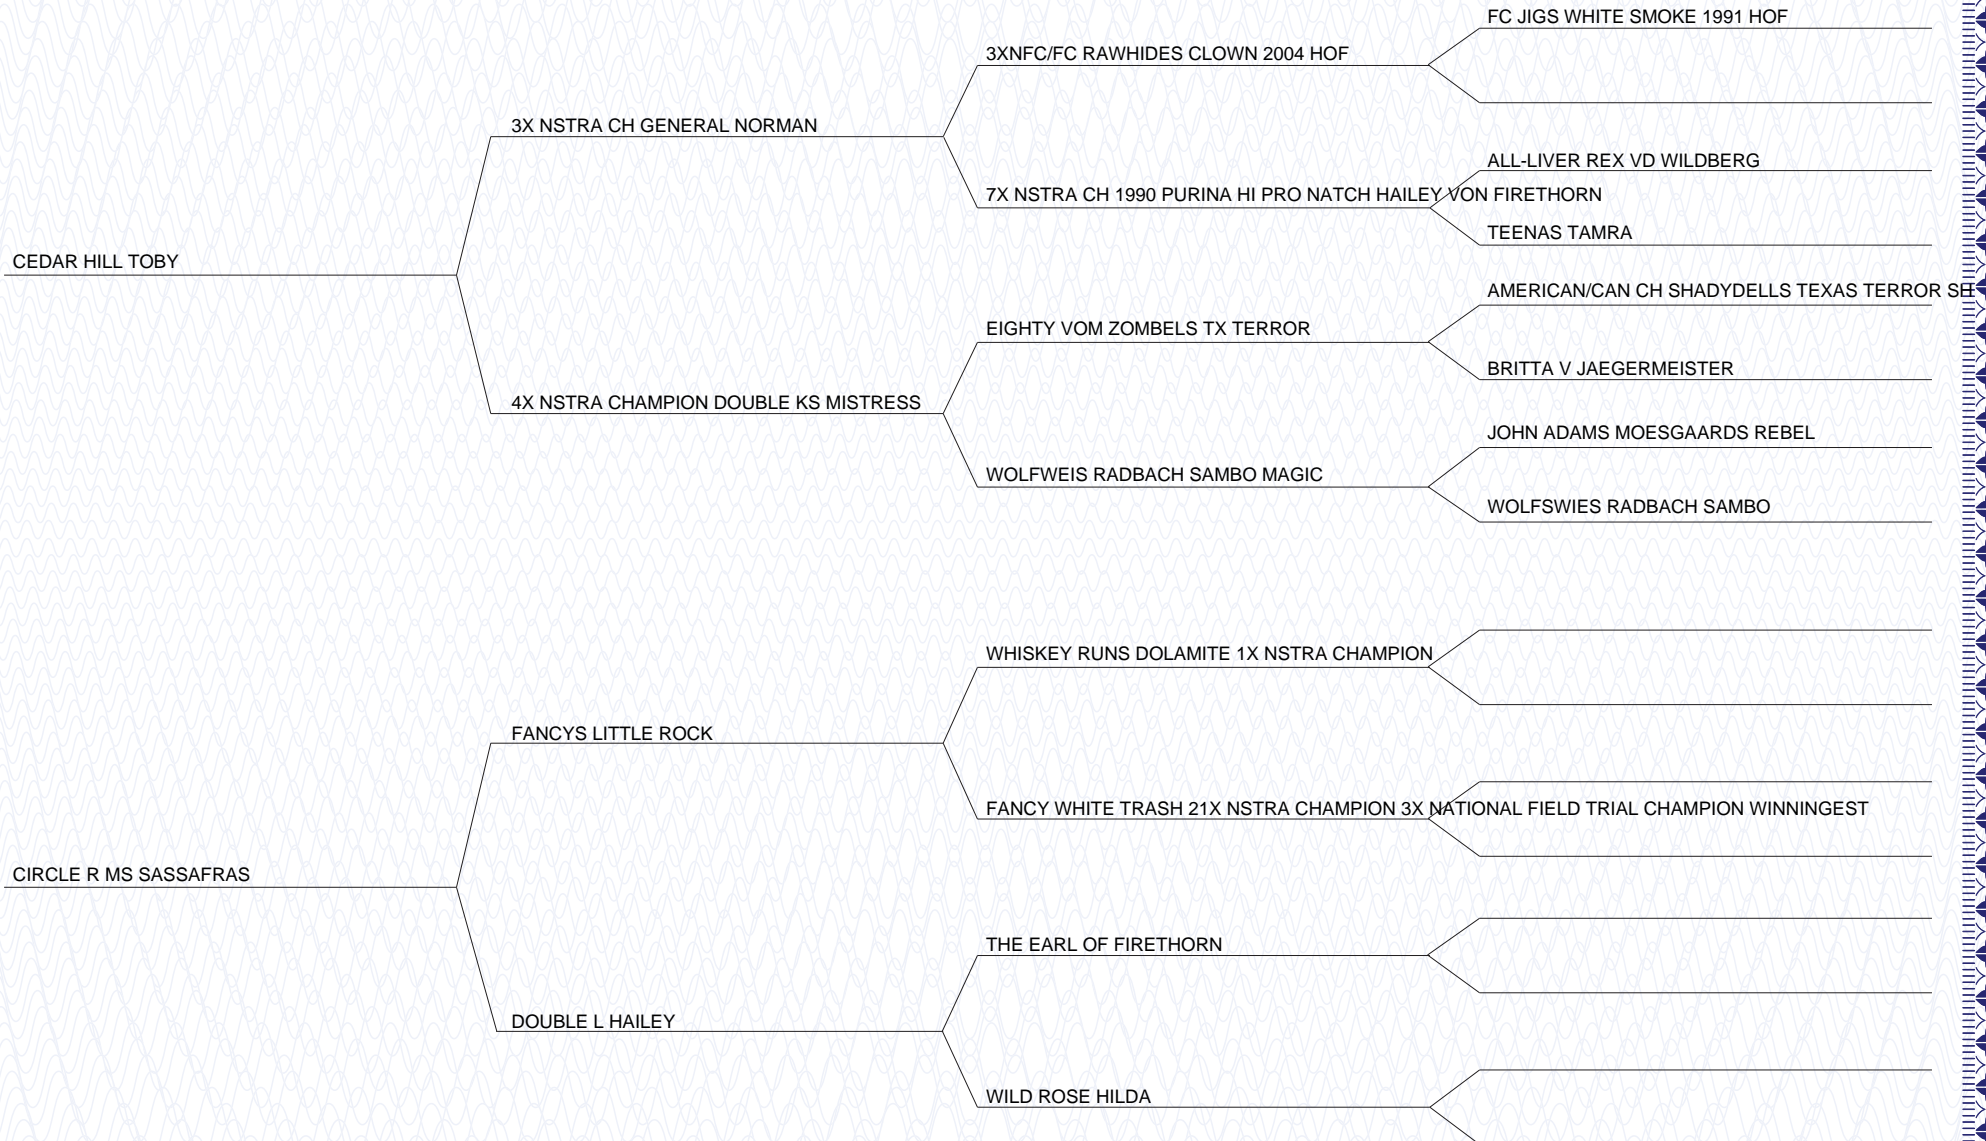 FC JIGS WHITE SMOKE 1991 HOF
3XNFC/FC RAWHIDES CLOWN 2004 HOF
3X NSTRA CH GENERAL NORMAN
ALL-LIVER REX VD WILDBERG
7X NSTRA CH 1990 PURINA HI PRO NATCH HAILEY VON FIRETHORN
TEENAS TAMRA
CEDAR HILL TOBY
AMERICAN/CAN CH SHADYDELLS TEXAS TERROR
EIGHTY VOM ZOMBELS TX TERROR
BRITTA V JAEGERMEISTER
4X NSTRA CHAMPION DOUBLE KS MISTRESS
JOHN ADAMS MOESGAARDS REBEL
WOLFWEIS RADBACH SAMBO MAGIC
WOLFSWIES RADBACH SAMBO
WHISKEY RUNS DOLAMITE 1X NSTRA CHAMPION
FANCYS LITTLE ROCK
FANCY WHITE TRASH 21X NSTRA CHAMPION 3X NATIONAL FIELD TRIAL CHAMPION WINNINGEST
CIRCLE R MS SASSAFRAS
THE EARL OF FIRETHORN
DOUBLE L HAILEY
WILD ROSE HILDA